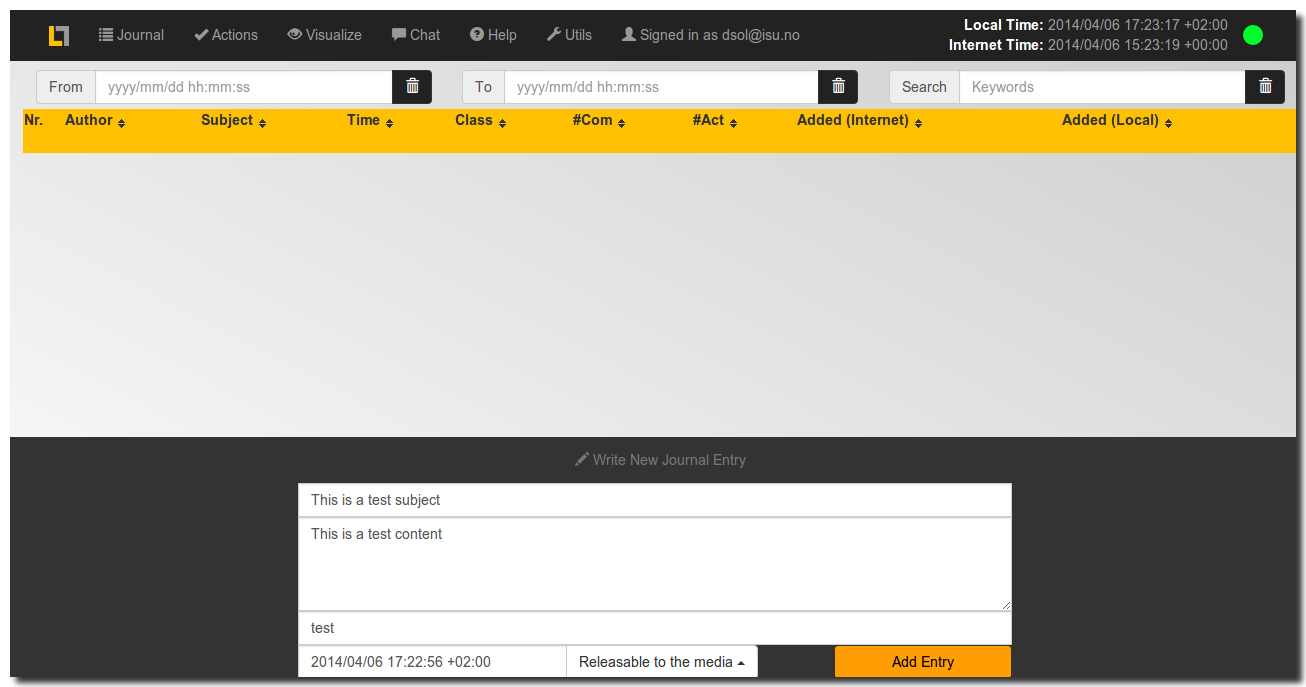 Journal Actions Visualize Chat Help Utils Signed in as dsol@isu.no Local Time: 2014/04/06 17:23:17 +02:00
Internet Time: 2014/04/06 15:23:19 +00:00
From yyyy/mm/dd hh:mm:ss To yyyy/mm/dd hh:mm:ss Search Keywords
Nr. Author Subject Time Class #Com #Act Added (Internet) Added (Local)
Write New Journal Entry
This is a test subject
This is a test content
test
2014/04/06 17:22:56 +02:00 Releasable to the media Add Entry